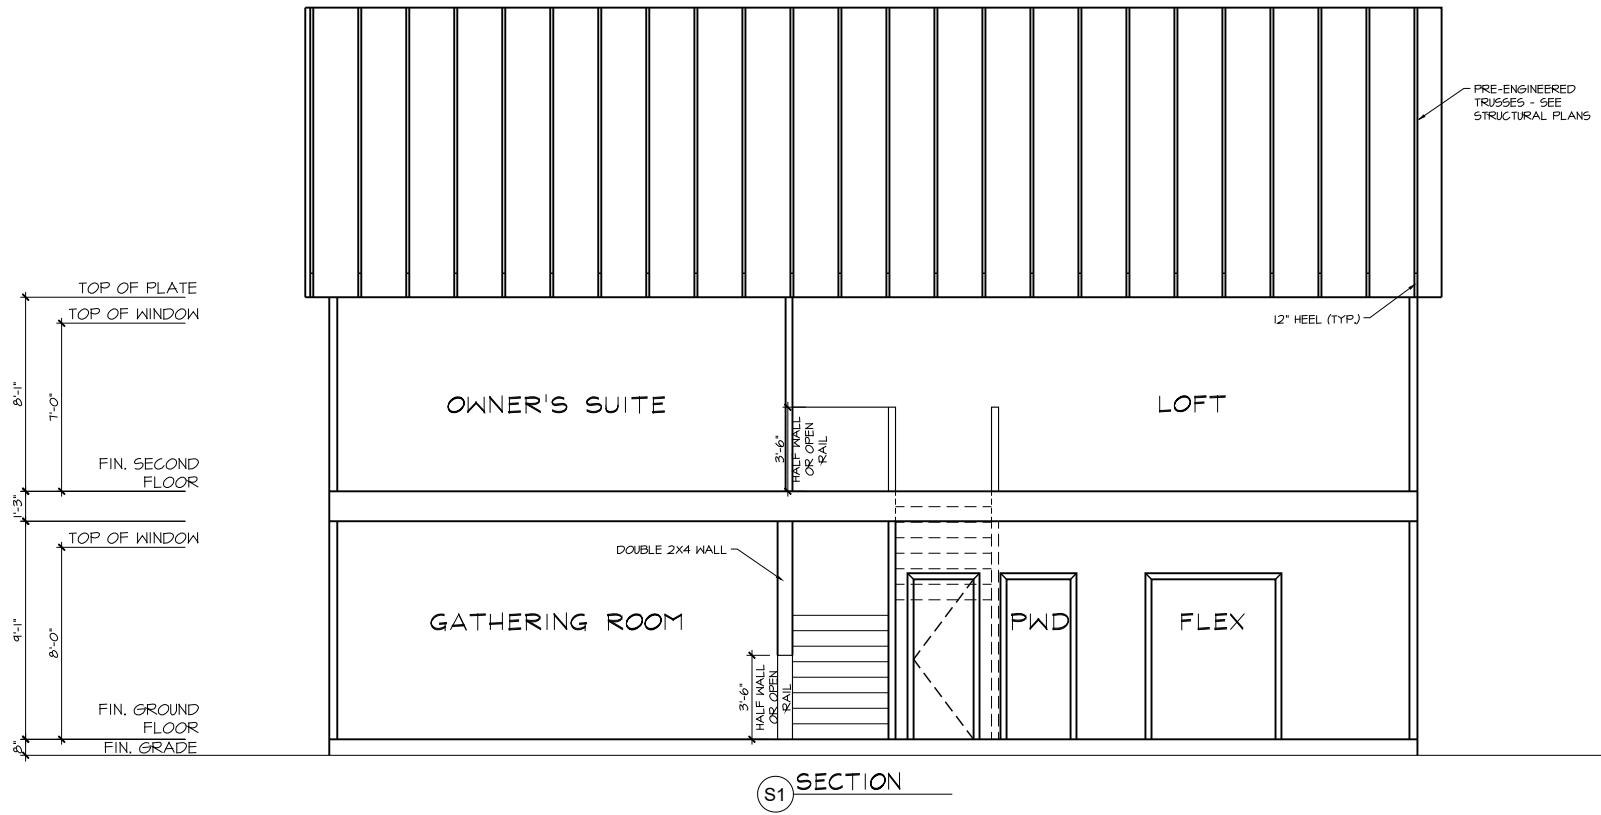 PRE-ENGINEERED
TRUSSES - SEE
STRUCTURAL PLANS
TOP OF PLATE
TOP OF WINDOW
12" HEEL (TYP.)
8'-1"
7'-0"
OWNER'S SUITE
LOFT
3'-6"
HALF WALL
OR OPEN
RAIL
FIN. SECOND
FLOOR
1'-3"
TOP OF WINDOW
DOUBLE 2X4 WALL
9'-1"
8'-0"
GATHERING ROOM
PWD
FLEX
3'-6"
HALF WALL
OR OPEN
RAIL
FIN. GROUND
FLOOR
8"
FIN. GRADE
S1 SECTION